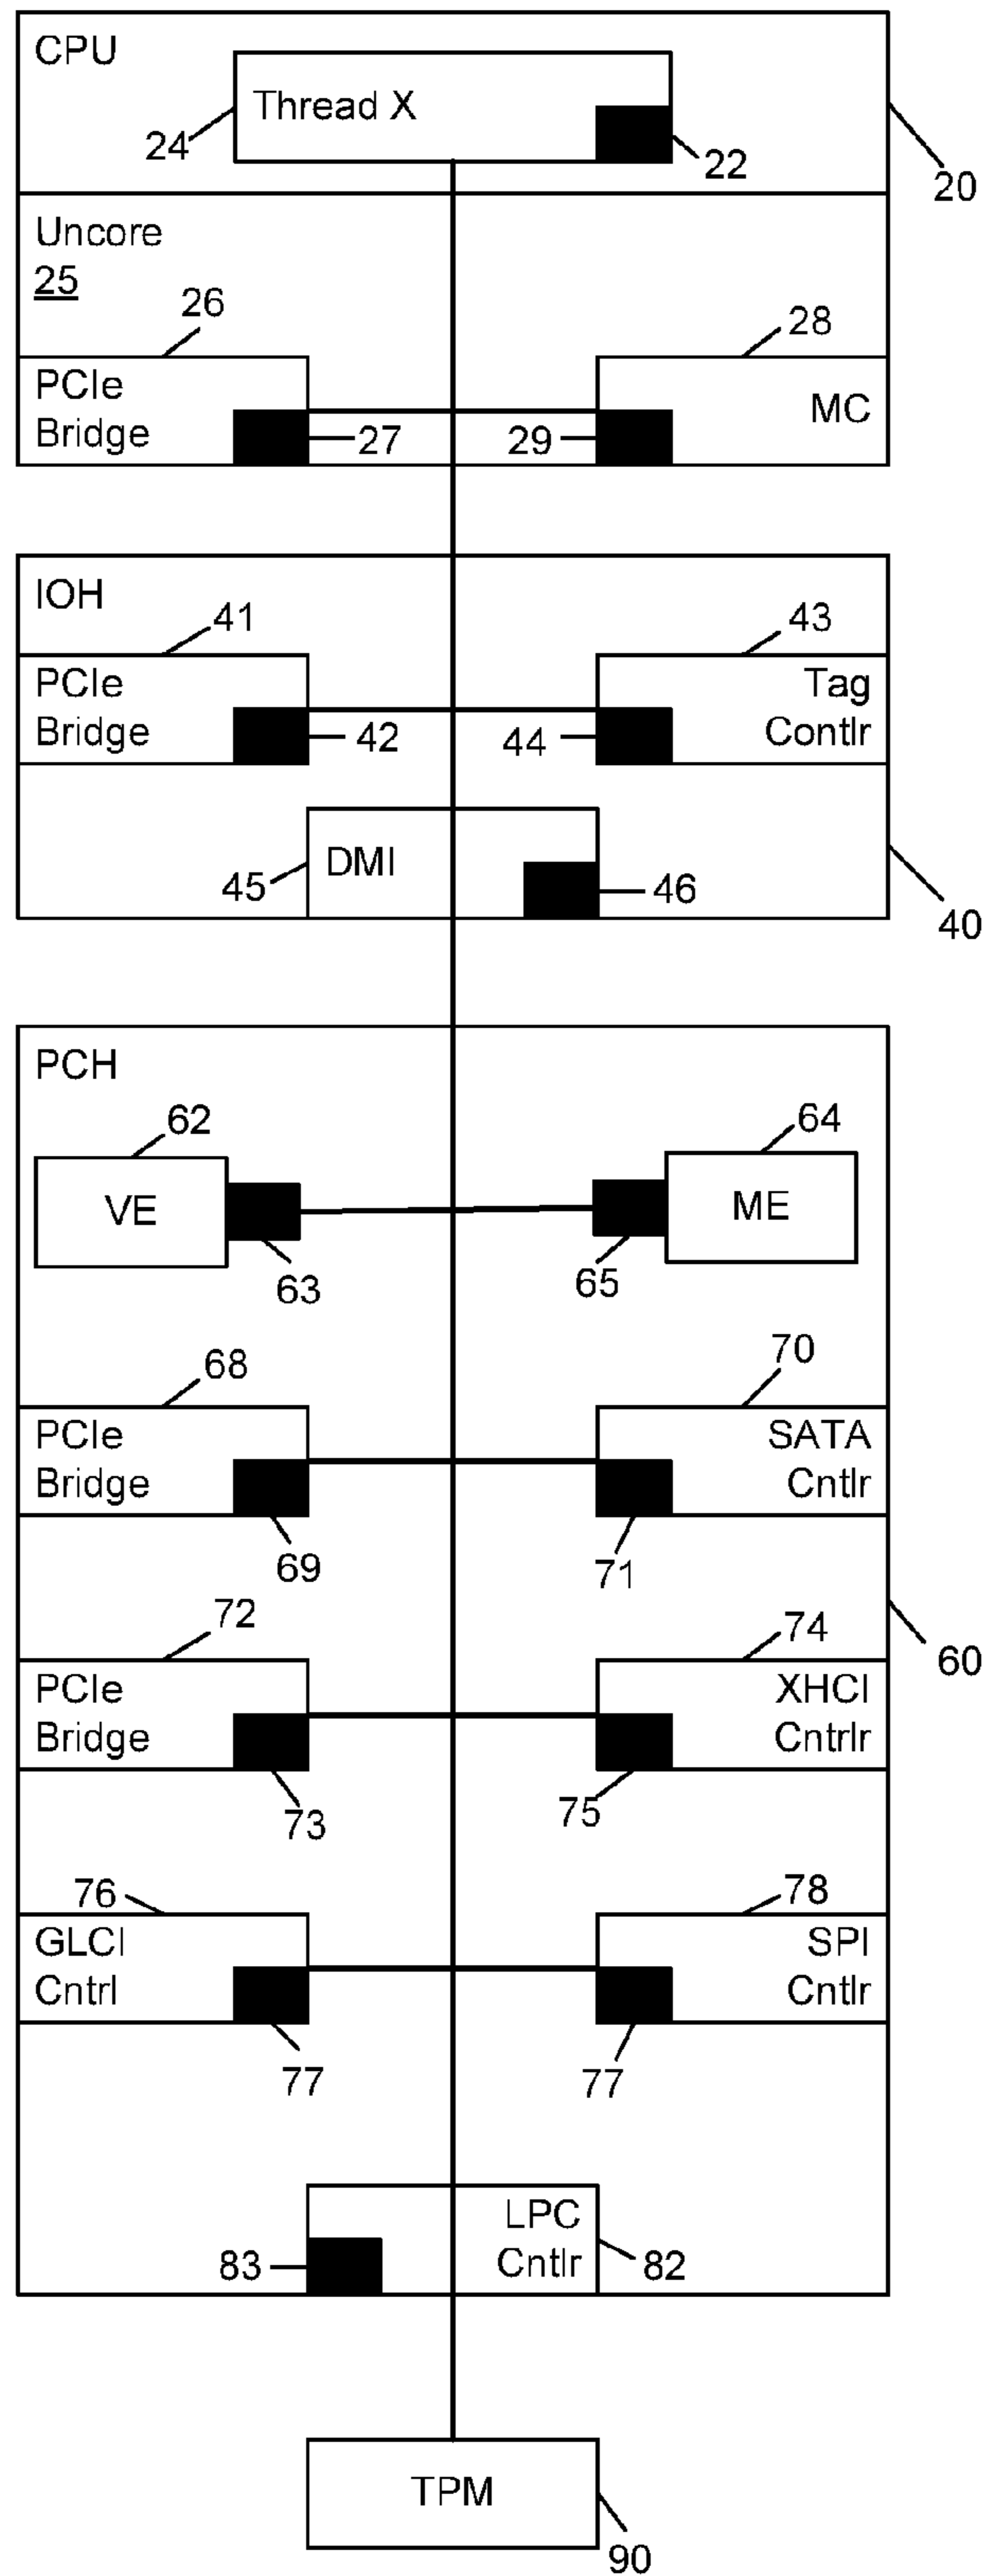 CPU
Thread X
24
22
20
Uncore
25
26
28
PCIe
Bridge
MC
27
29
IOH
41
43
PCIe
Bridge
Tag
Contlr
42
44
DMI
45
46
40
PCH
62
64
VE
ME
63
65
68
70
PCIe
Bridge
SATA
Cntlr
69
71
72
74
60
PCIe
Bridge
XHCI
Cntrlr
73
75
76
78
GLCI
Cntrl
SPI
Cntlr
77
77
LPC
Cntlr
83
82
TPM
90